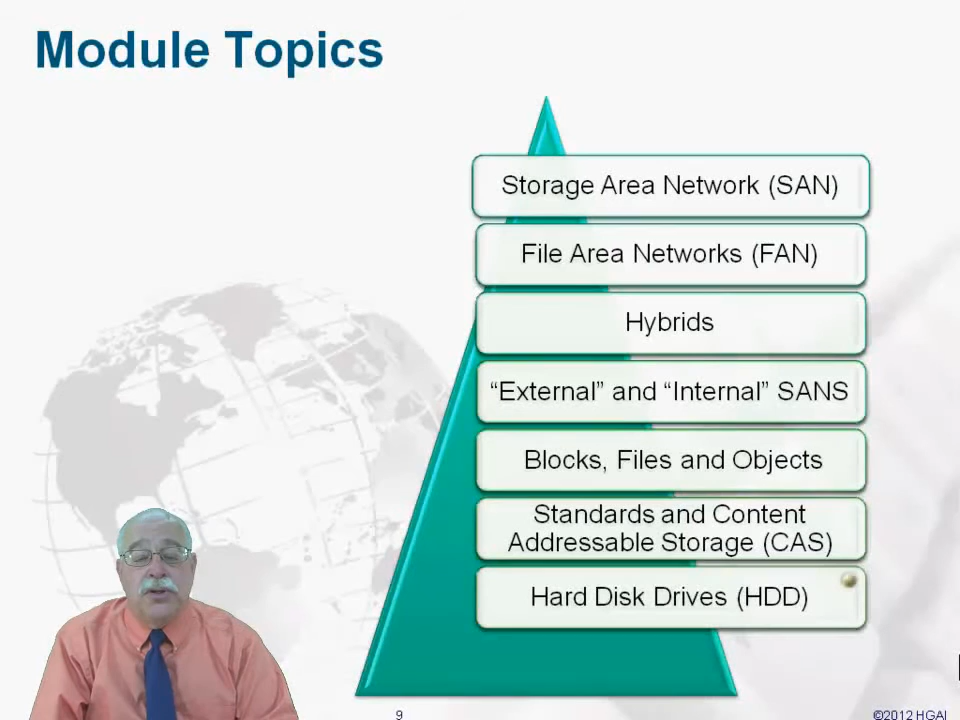 Module Topics
Storage Area Network (SAN)
File Area Networks (FAN)
Hybrids
“External” and “Internal” SANS
Blocks, Files and Objects
Standards and Content
Addressable Storage (CAS)
Hard Disk Drives (HDD)
9
©2012 HGAI